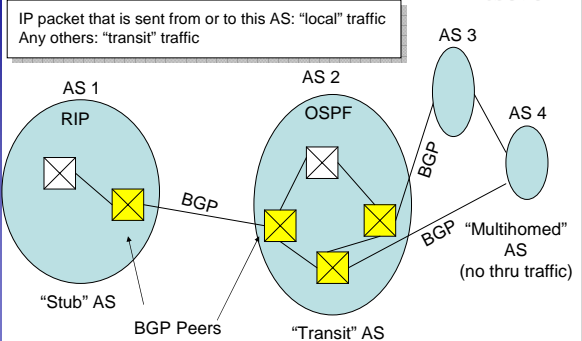 IP packet that is sent from or to this AS: “local” traffic
Any others: “transit” traffic
AS 3
AS 1
AS 2
RIP
OSPF
AS 4
BGP
BGP
BGP
“Multihomed”
AS
(no thru traffic)
“Stub” AS
BGP Peers
“Transit” AS